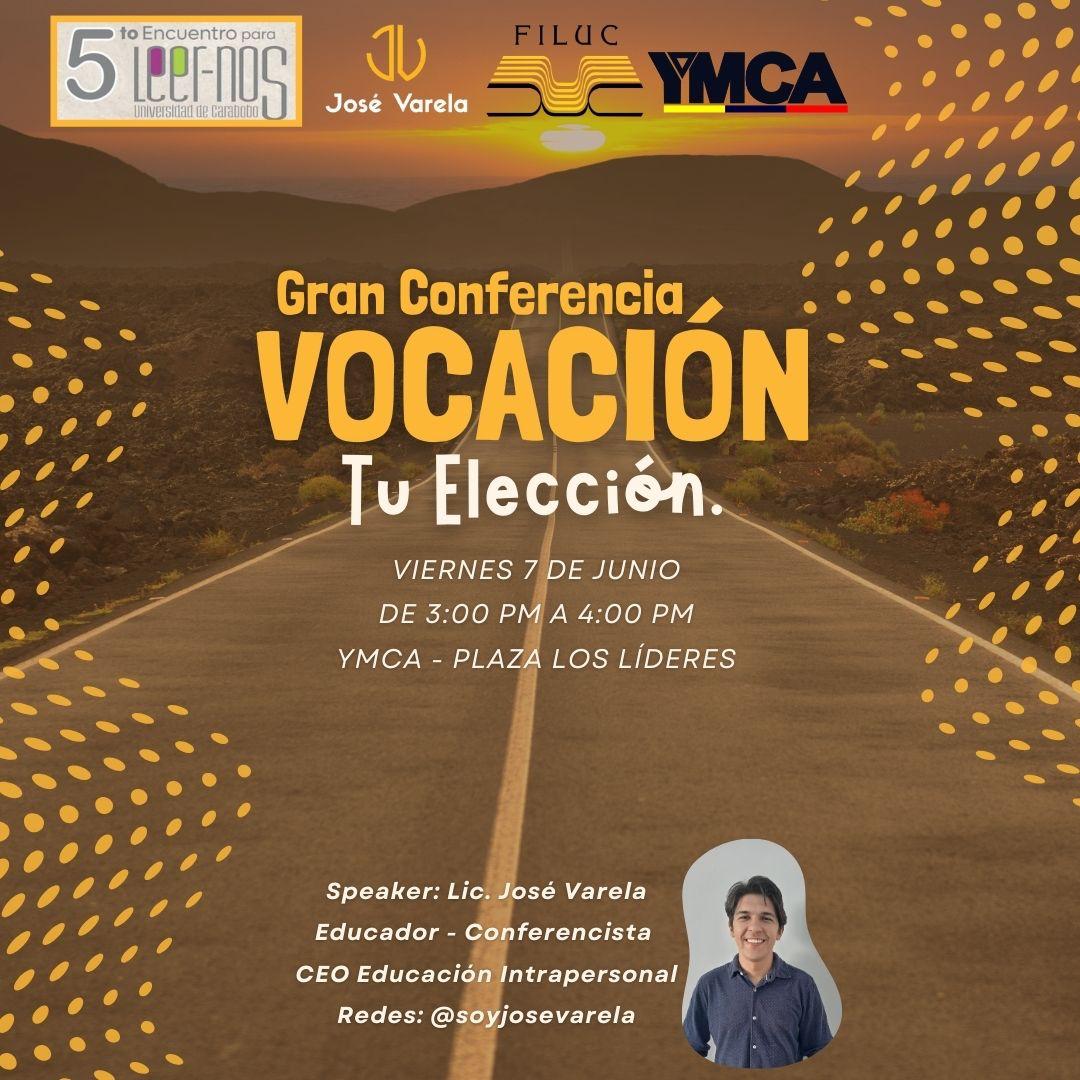 5to Encuentro para
Leer-nos
Universidad de Carabobo
JV
José Varela
FILUC
YMCA
Gran Conferencia
VOCACIÓN
Tu Elección.
VIERNES 7 DE JUNIO
DE 3:00 PM A 4:00 PM
YMCA - PLAZA LOS LÍDERES
Speaker: Lic. José Varela
Educador - Conferencista
CEO Educación Intrapersonal
Redes: @soyjosevarela